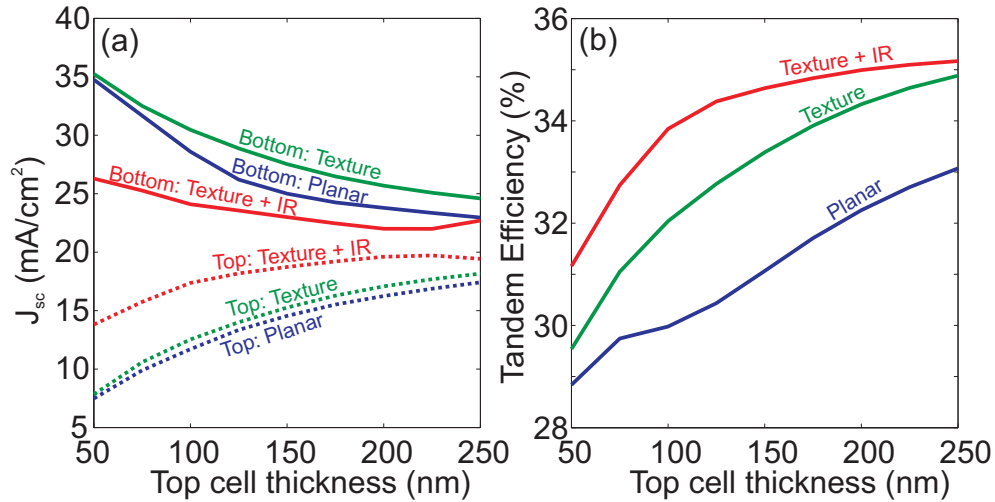 (a)
40
35
30
25
20
15
10
5
J_sc (mA/cm²)
Bottom: Texture
Bottom: Planar
Bottom: Texture + IR
Top: Texture + IR
Top: Texture
Top: Planar
50 100 150 200 250
Top cell thickness (nm)
(b)
36
34
32
30
28
Tandem Efficiency (%)
Texture + IR
Texture
Planar
50 100 150 200 250
Top cell thickness (nm)